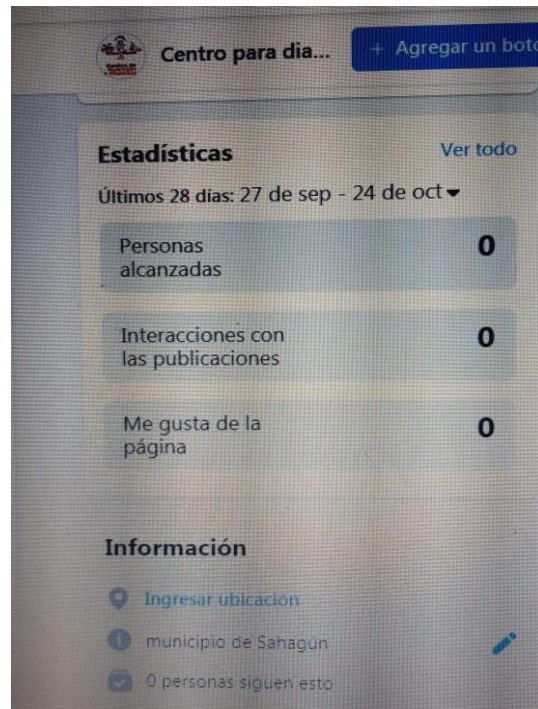 Centro para dia...
+ Agregar un boto
Estadísticas
Ver todo
Últimos 28 días: 27 de sep - 24 de oct
Personas
alcanzadas
0
Interacciones con
las publicaciones
0
Me gusta de la
página
0
Información
Ingresar ubicación
municipio de Sahagún
0 personas siguen esto